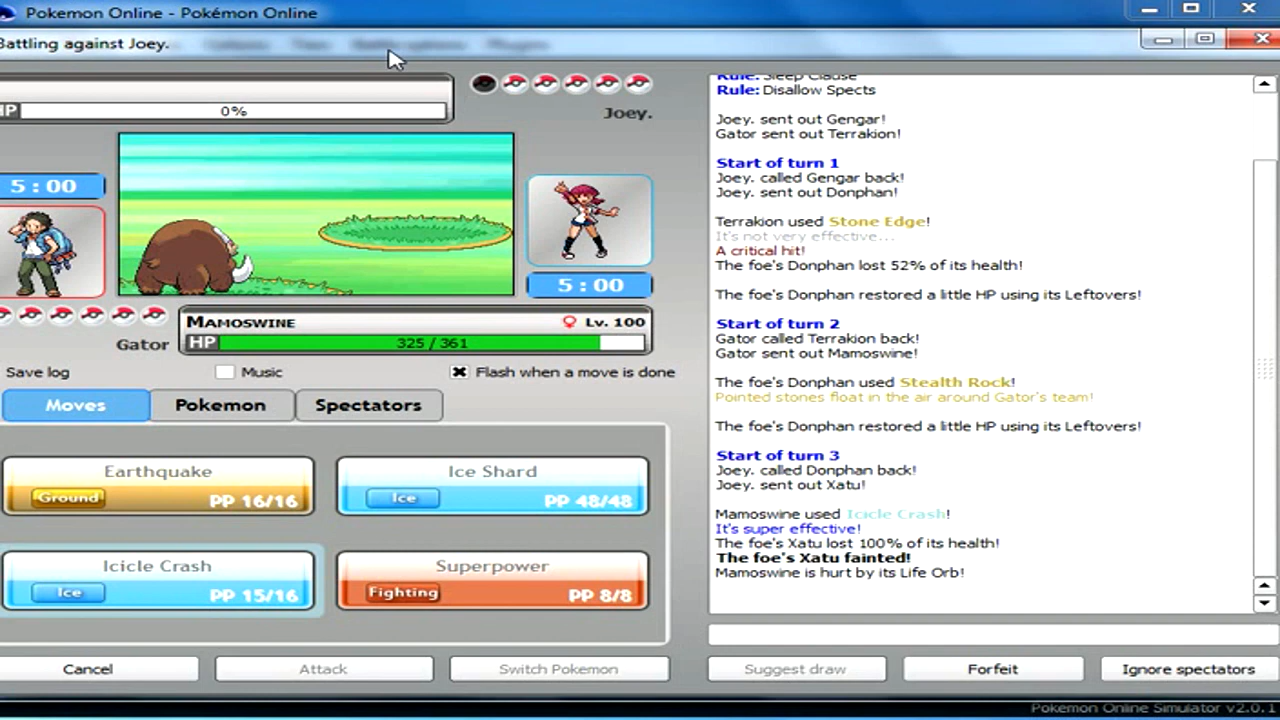 Pokemon Online - Pokémon Online
Battling against Joey.
HP
0%
Joey.
5:00
5:00
MAMOSWINE
Lv. 100
HP
325 / 361
Gator
Save log
Music
Flash when a move is done
Moves
Pokemon
Spectators
Earthquake
Ground
PP 16/16
Ice Shard
Ice
PP 48/48
Icicle Crash
Ice
PP 15/16
Superpower
Fighting
PP 8/8
Cancel
Attack
Switch Pokemon
Rule: Sleep Clause
Rule: Disallow Spects
Joey. sent out Gengar!
Gator sent out Terrakion!
Start of turn 1
Joey. called Gengar back!
Joey. sent out Donphan!
Terrakion used Stone Edge!
It's not very effective...
A critical hit!
The foe's Donphan lost 52% of its health!
The foe's Donphan restored a little HP using its Leftovers!
Start of turn 2
Gator called Terrakion back!
Gator sent out Mamoswine!
The foe's Donphan used Stealth Rock!
Pointed stones float in the air around Gator's team!
The foe's Donphan restored a little HP using its Leftovers!
Start of turn 3
Joey. called Donphan back!
Joey. sent out Xatu!
Mamoswine used Icicle Crash!
It's super effective!
The foe's Xatu lost 100% of its health!
The foe's Xatu fainted!
Mamoswine is hurt by its Life Orb!
Suggest draw
Forfeit
Ignore spectators
Pokemon Online Simulator v2.0.1